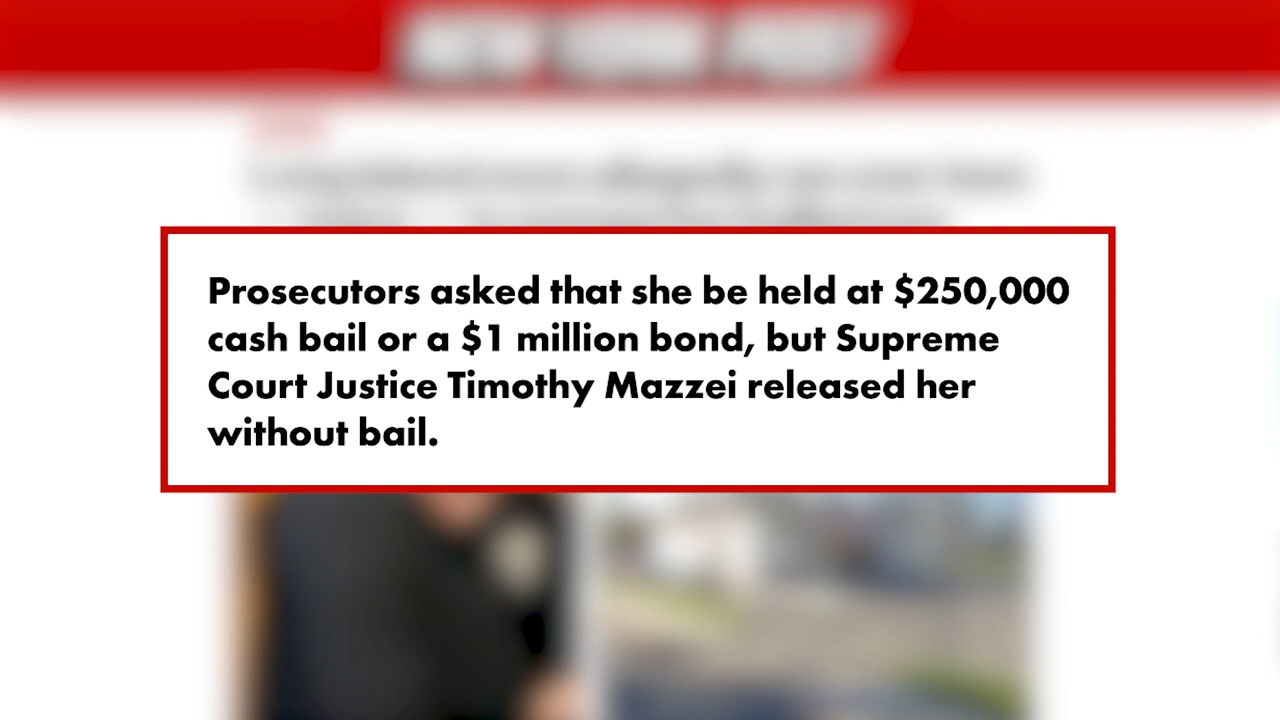 Prosecutors asked that she be held at $250,000
cash bail or a $1 million bond, but Supreme
Court Justice Timothy Mazzei released her
without bail.